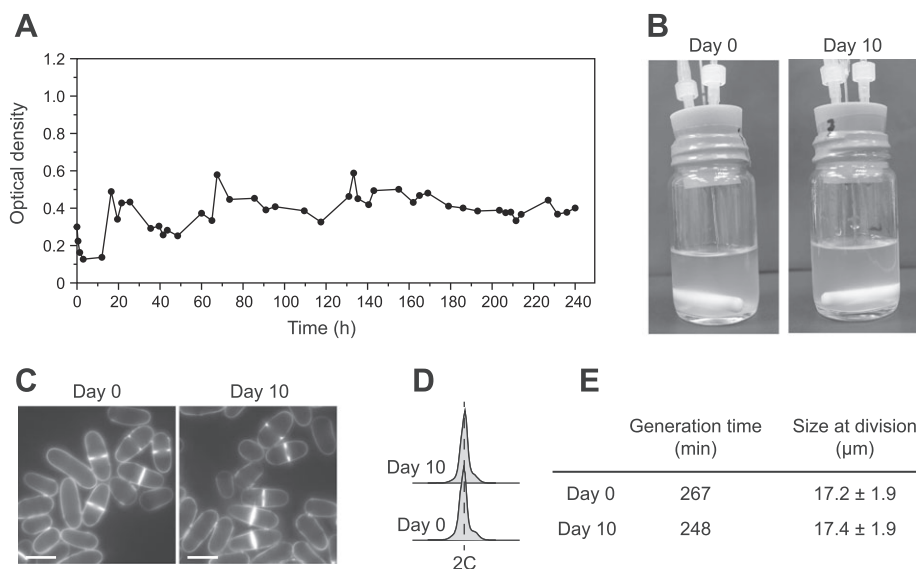 A
1.2
1.0
0.8
0.6
0.4
0.2
0
Optical density
0 20 40 60 80 100 120 140 160 180 200 220 240
Time (h)
B
Day 0 Day 10
C
Day 0 Day 10
D
Day 10
Day 0
2C
E
Generation time Size at division
(min) (µm)
Day 0 267 17.2 ± 1.9
Day 10 248 17.4 ± 1.9